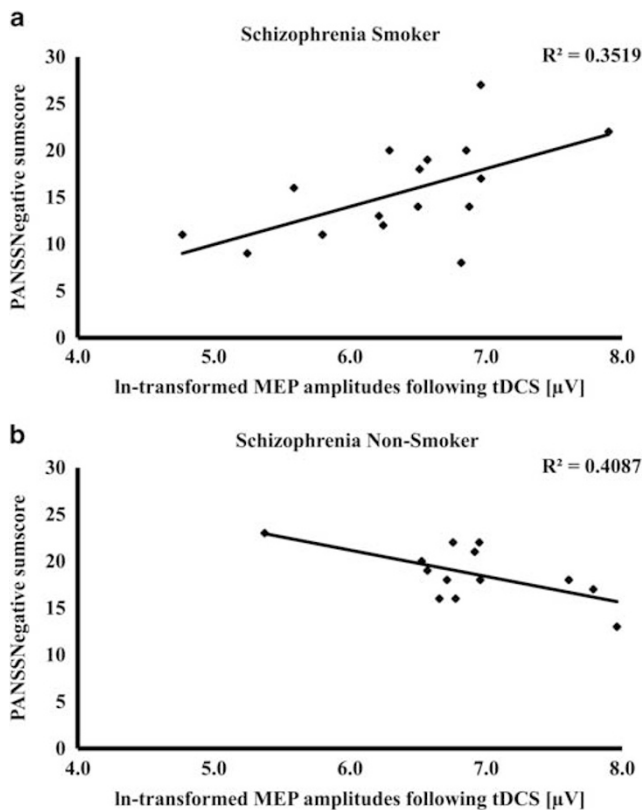 a
Schizophrenia Smoker
R² = 0.3519
PANSSNegative sumscore
30
25
20
15
10
5
0
4.0 5.0 6.0 7.0 8.0
ln-transformed MEP amplitudes following tDCS [µV]
b
Schizophrenia Non-Smoker
R² = 0.4087
PANSSNegative sumscore
30
25
20
15
10
5
0
4.0 5.0 6.0 7.0 8.0
ln-transformed MEP amplitudes following tDCS [µV]